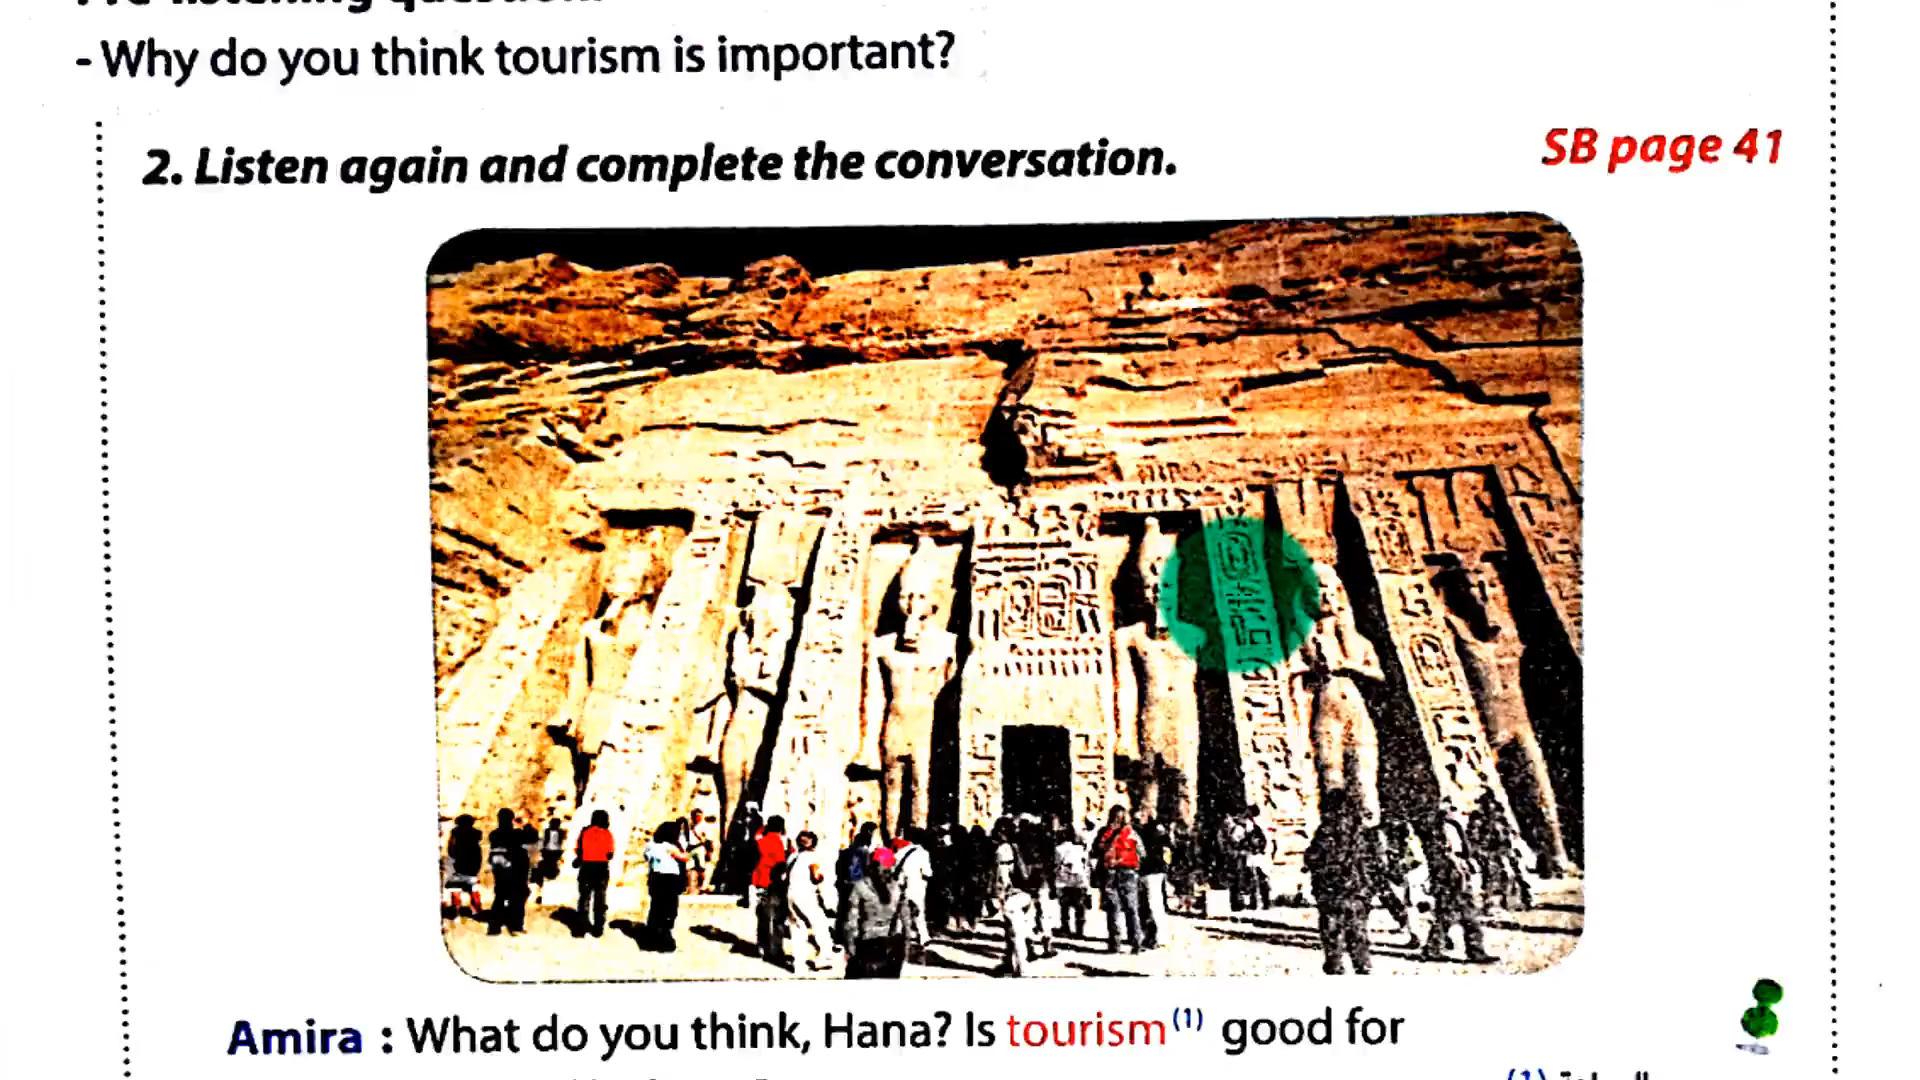 - Why do you think tourism is important?
2. Listen again and complete the conversation.
SB page 41
Amira : What do you think, Hana? Is tourism(1) good for
(1)